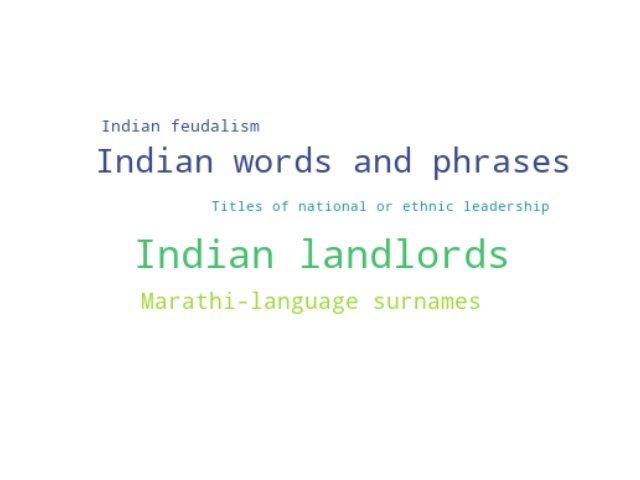 Indian feudalism
Indian words and phrases
Titles of national or ethnic leadership
Indian landlords
Marathi-language surnames